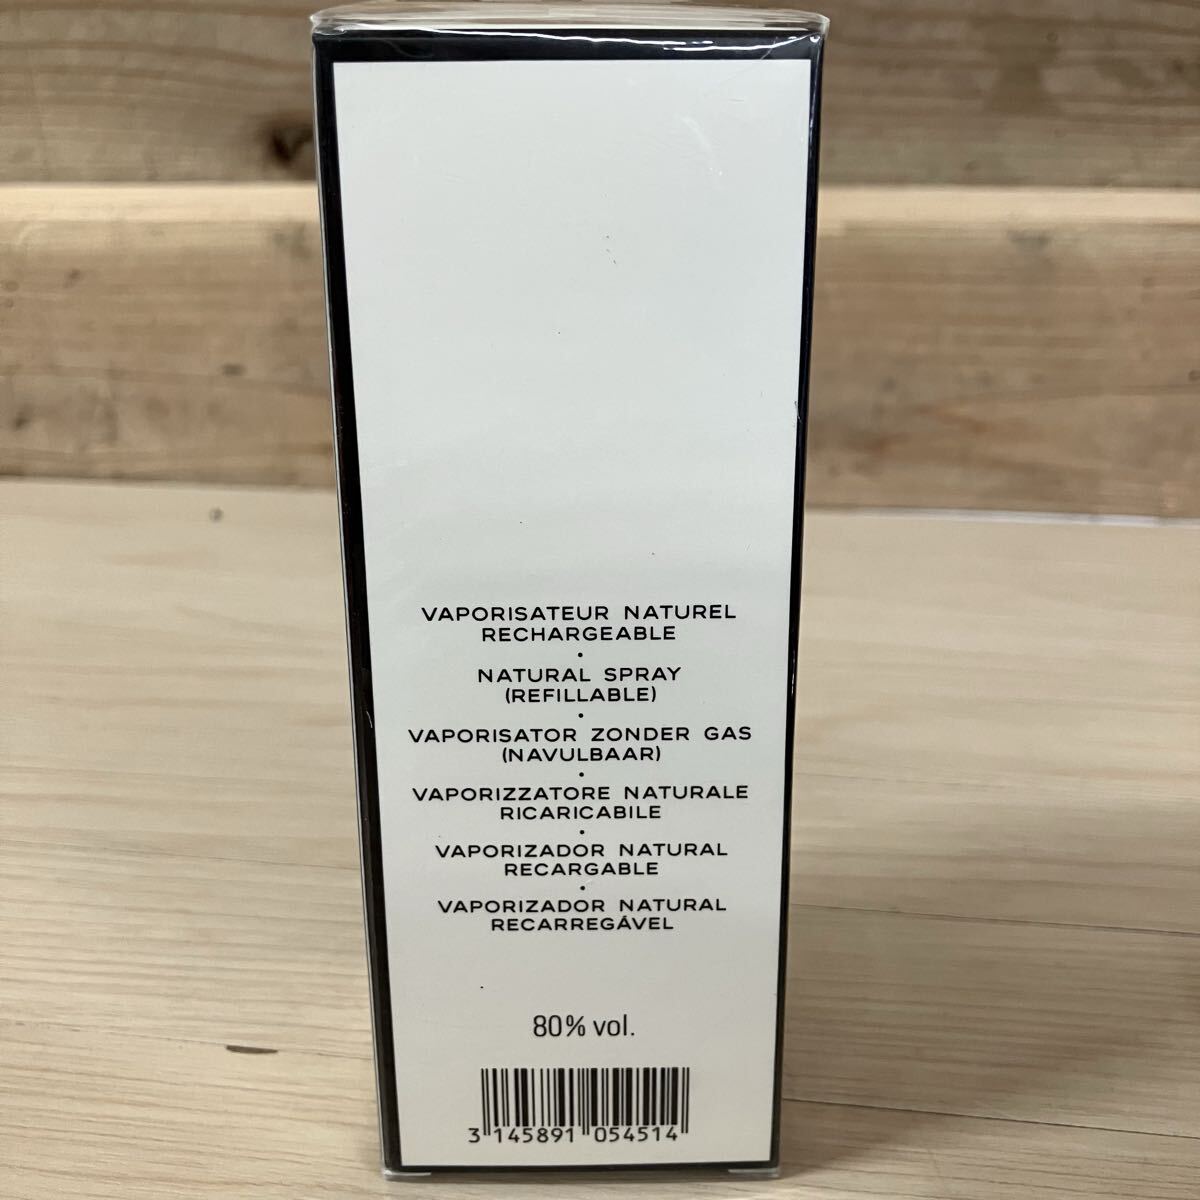 VAPORISATEUR NATUREL
RECHARGEABLE
•
NATURAL SPRAY
(REFILLABLE)
•
VAPORISATOR ZONDER GAS
(NAVULBAAR)
•
VAPORIZZATORE NATURALE
RICARICABILE
•
VAPORIZADOR NATURAL
RECARGABLE
•
VAPORIZADOR NATURAL
RECARREGÁVEL
80% vol.
3 145891 054514